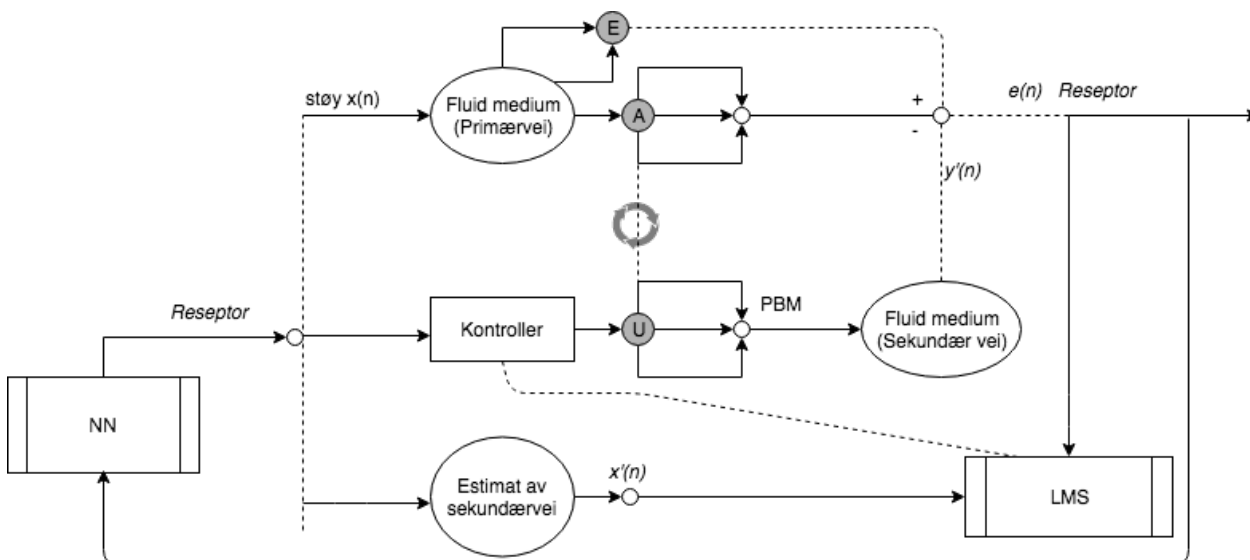 E
støy x(n)
Fluid medium
(Primærvei)
A
+
-
e(n) Reseptor
y'(n)
Reseptor
Kontroller
U
PBM
Fluid medium
(Sekundær vei)
NN
Estimat av
sekundærvei
x'(n)
LMS